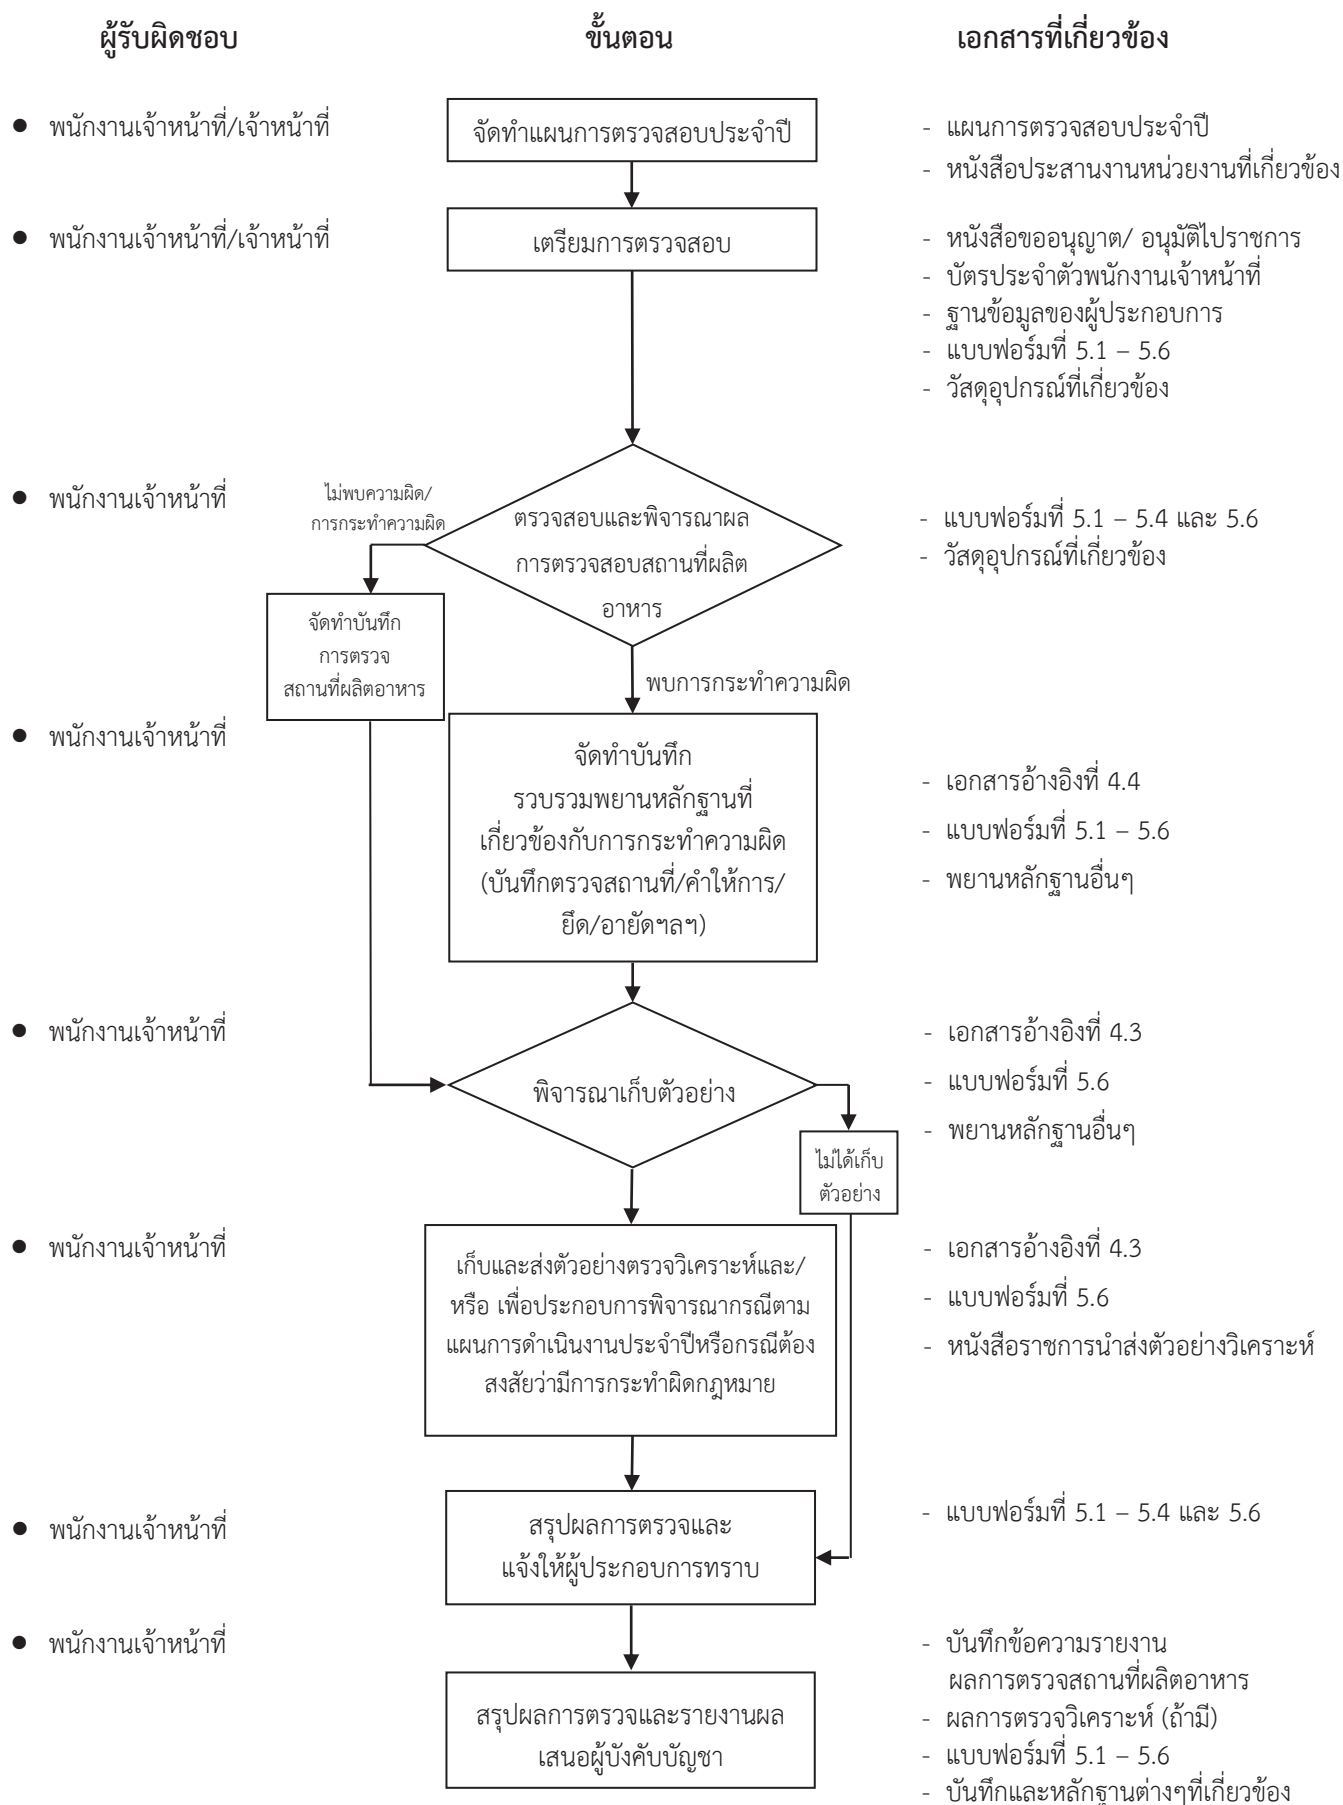 ผู้รับผิดชอบ
ขั้นตอน
เอกสารที่เกี่ยวข้อง
● พนักงานเจ้าหน้าที่/เจ้าหน้าที่
จัดทำแผนการตรวจสอบประจำปี
- แผนการตรวจสอบประจำปี
- หนังสือประสานงานหน่วยงานที่เกี่ยวข้อง
● พนักงานเจ้าหน้าที่/เจ้าหน้าที่
เตรียมการตรวจสอบ
- หนังสือขออนุญาต/ อนุมัติไปราชการ
- บัตรประจำตัวพนักงานเจ้าหน้าที่
- ฐานข้อมูลของผู้ประกอบการ
- แบบฟอร์มที่ 5.1 – 5.6
- วัสดุอุปกรณ์ที่เกี่ยวข้อง
● พนักงานเจ้าหน้าที่
ไม่พบความผิด/
การกระทำความผิด
ตรวจสอบและพิจารณาผล
การตรวจสอบสถานที่ผลิต
อาหาร
- แบบฟอร์มที่ 5.1 – 5.4 และ 5.6
- วัสดุอุปกรณ์ที่เกี่ยวข้อง
จัดทำบันทึก
การตรวจ
สถานที่ผลิตอาหาร
พบการกระทำความผิด
● พนักงานเจ้าหน้าที่
จัดทำบันทึก
รวบรวมพยานหลักฐานที่
เกี่ยวข้องกับการกระทำความผิด
(บันทึกตรวจสถานที่/คำให้การ/
ยึด/อายัดฯลฯ)
- เอกสารอ้างอิงที่ 4.4
- แบบฟอร์มที่ 5.1 – 5.6
- พยานหลักฐานอื่นๆ
● พนักงานเจ้าหน้าที่
พิจารณาเก็บตัวอย่าง
- เอกสารอ้างอิงที่ 4.3
- แบบฟอร์มที่ 5.6
- พยานหลักฐานอื่นๆ
ไม่ได้เก็บ
ตัวอย่าง
● พนักงานเจ้าหน้าที่
เก็บและส่งตัวอย่างตรวจวิเคราะห์และ/
หรือ เพื่อประกอบการพิจารณากรณีตาม
แผนการดำเนินงานประจำปีหรือกรณีต้อง
สงสัยว่ามีการกระทำผิดกฎหมาย
- เอกสารอ้างอิงที่ 4.3
- แบบฟอร์มที่ 5.6
- หนังสือราชการนำส่งตัวอย่างวิเคราะห์
● พนักงานเจ้าหน้าที่
สรุปผลการตรวจและ
แจ้งให้ผู้ประกอบการทราบ
- แบบฟอร์มที่ 5.1 – 5.4 และ 5.6
● พนักงานเจ้าหน้าที่
สรุปผลการตรวจและรายงานผล
เสนอผู้บังคับบัญชา
- บันทึกข้อความรายงาน
ผลการตรวจสถานที่ผลิตอาหาร
- ผลการตรวจวิเคราะห์ (ถ้ามี)
- แบบฟอร์มที่ 5.1 – 5.6
- บันทึกและหลักฐานต่างๆที่เกี่ยวข้อง